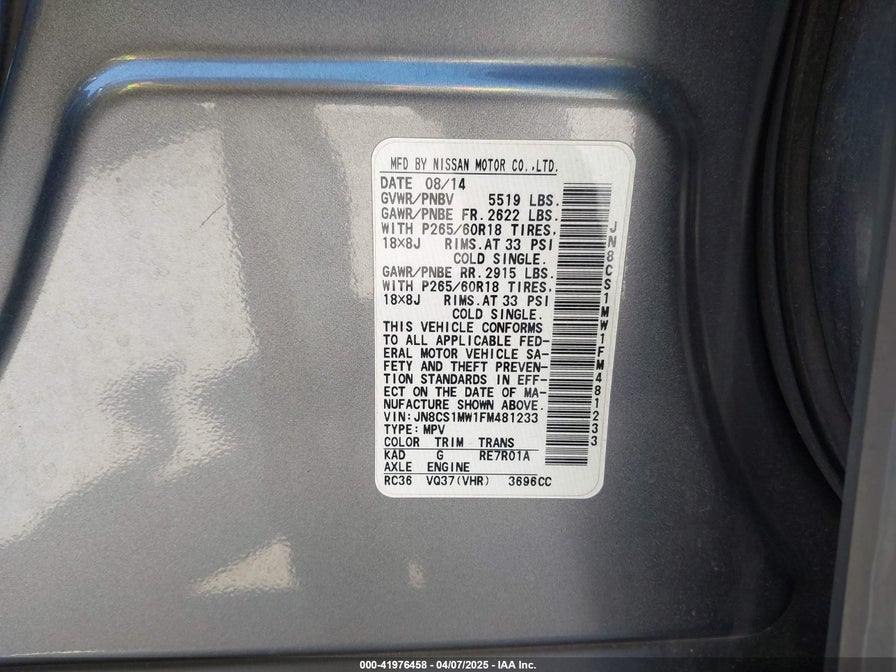 MFD BY NISSAN MOTOR CO.,LTD.
DATE 08/14
GVWR/PNBV 5519 LBS.
GAWR/PNBE FR. 2622 LBS.
WITH P265/60R18 TIRES,
18×8J RIMS. AT 33 PSI
COLD SINGLE.
GAWR/PNBE RR. 2915 LBS.
WITH P265/60R18 TIRES,
18×8J RIMS. AT 33 PSI
COLD SINGLE.
THIS VEHICLE CONFORMS
TO ALL APPLICABLE FED-
ERAL MOTOR VEHICLE SA-
FETY AND THEFT PREVEN-
TION STANDARDS IN EFF-
ECT ON THE DATE OF MA-
NUFACTURE SHOWN ABOVE.
VIN: JN8CS1MW1FM481233
TYPE: MPV
COLOR TRIM TRANS
KAD G RE7R01A
AXLE ENGINE
RC36 VQ37(VHR) 3696CC
JN8CS1MW1FM481233
000-41976458 - 04/07/2025 - IAA Inc.